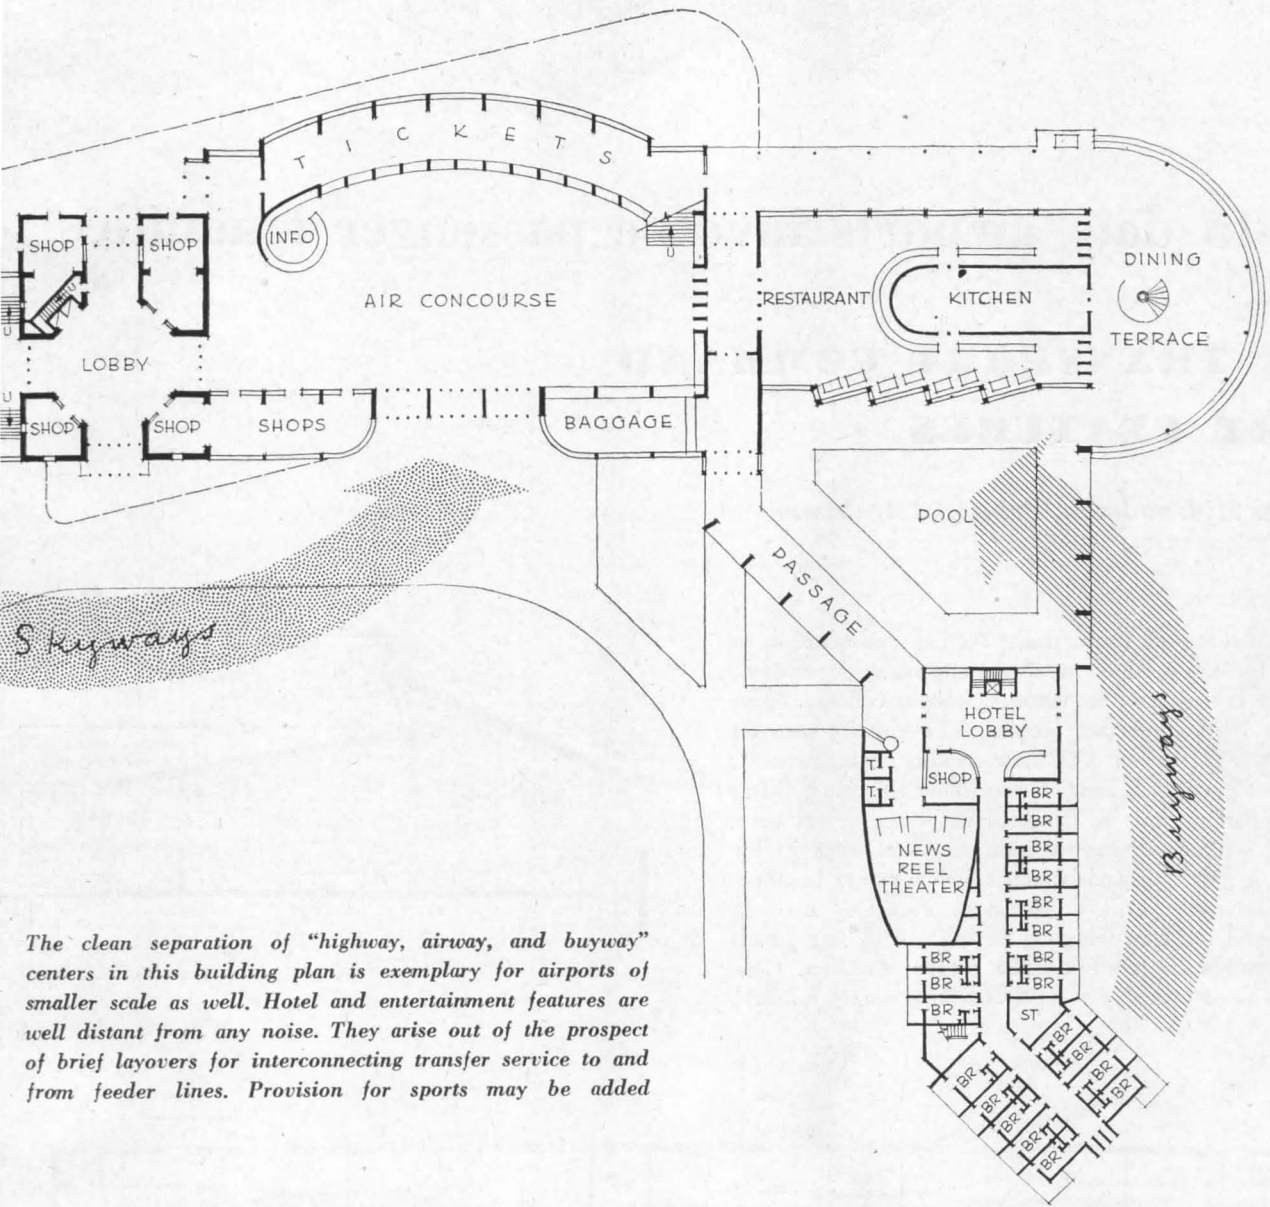 TICKETS
INFO
SHOP
SHOP
U
AIR CONCOURSE
U
U
LOBBY
U
SHOP
SHOP
SHOPS
BAGGAGE
RESTAURANT
KITCHEN
DINING
TERRACE
POOL
PASSAGE
Skyways
HOTEL
LOBBY
SHOP
T.
T.
NEWS
REEL
THEATER
BR
BR
BR
BR
BR
BR
BR
BR
BR
BR
BR
ST
BR
BR
BR
BR
BR
BR
BR
BR
BR
The clean separation of “highway, airway, and buyway”
centers in this building plan is exemplary for airports of
smaller scale as well. Hotel and entertainment features are
well distant from any noise. They arise out of the prospect
of brief layovers for interconnecting transfer service to and
from feeder lines. Provision for sports may be added